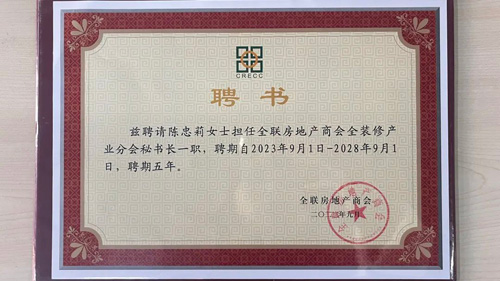 CRECC
聘书
兹聘请陈忠莉女士担任全联房地产商会全装修产
业分会秘书长一职，聘期自2023年9月1日-2028年9月1
日，聘期五年。
全联房地产商会